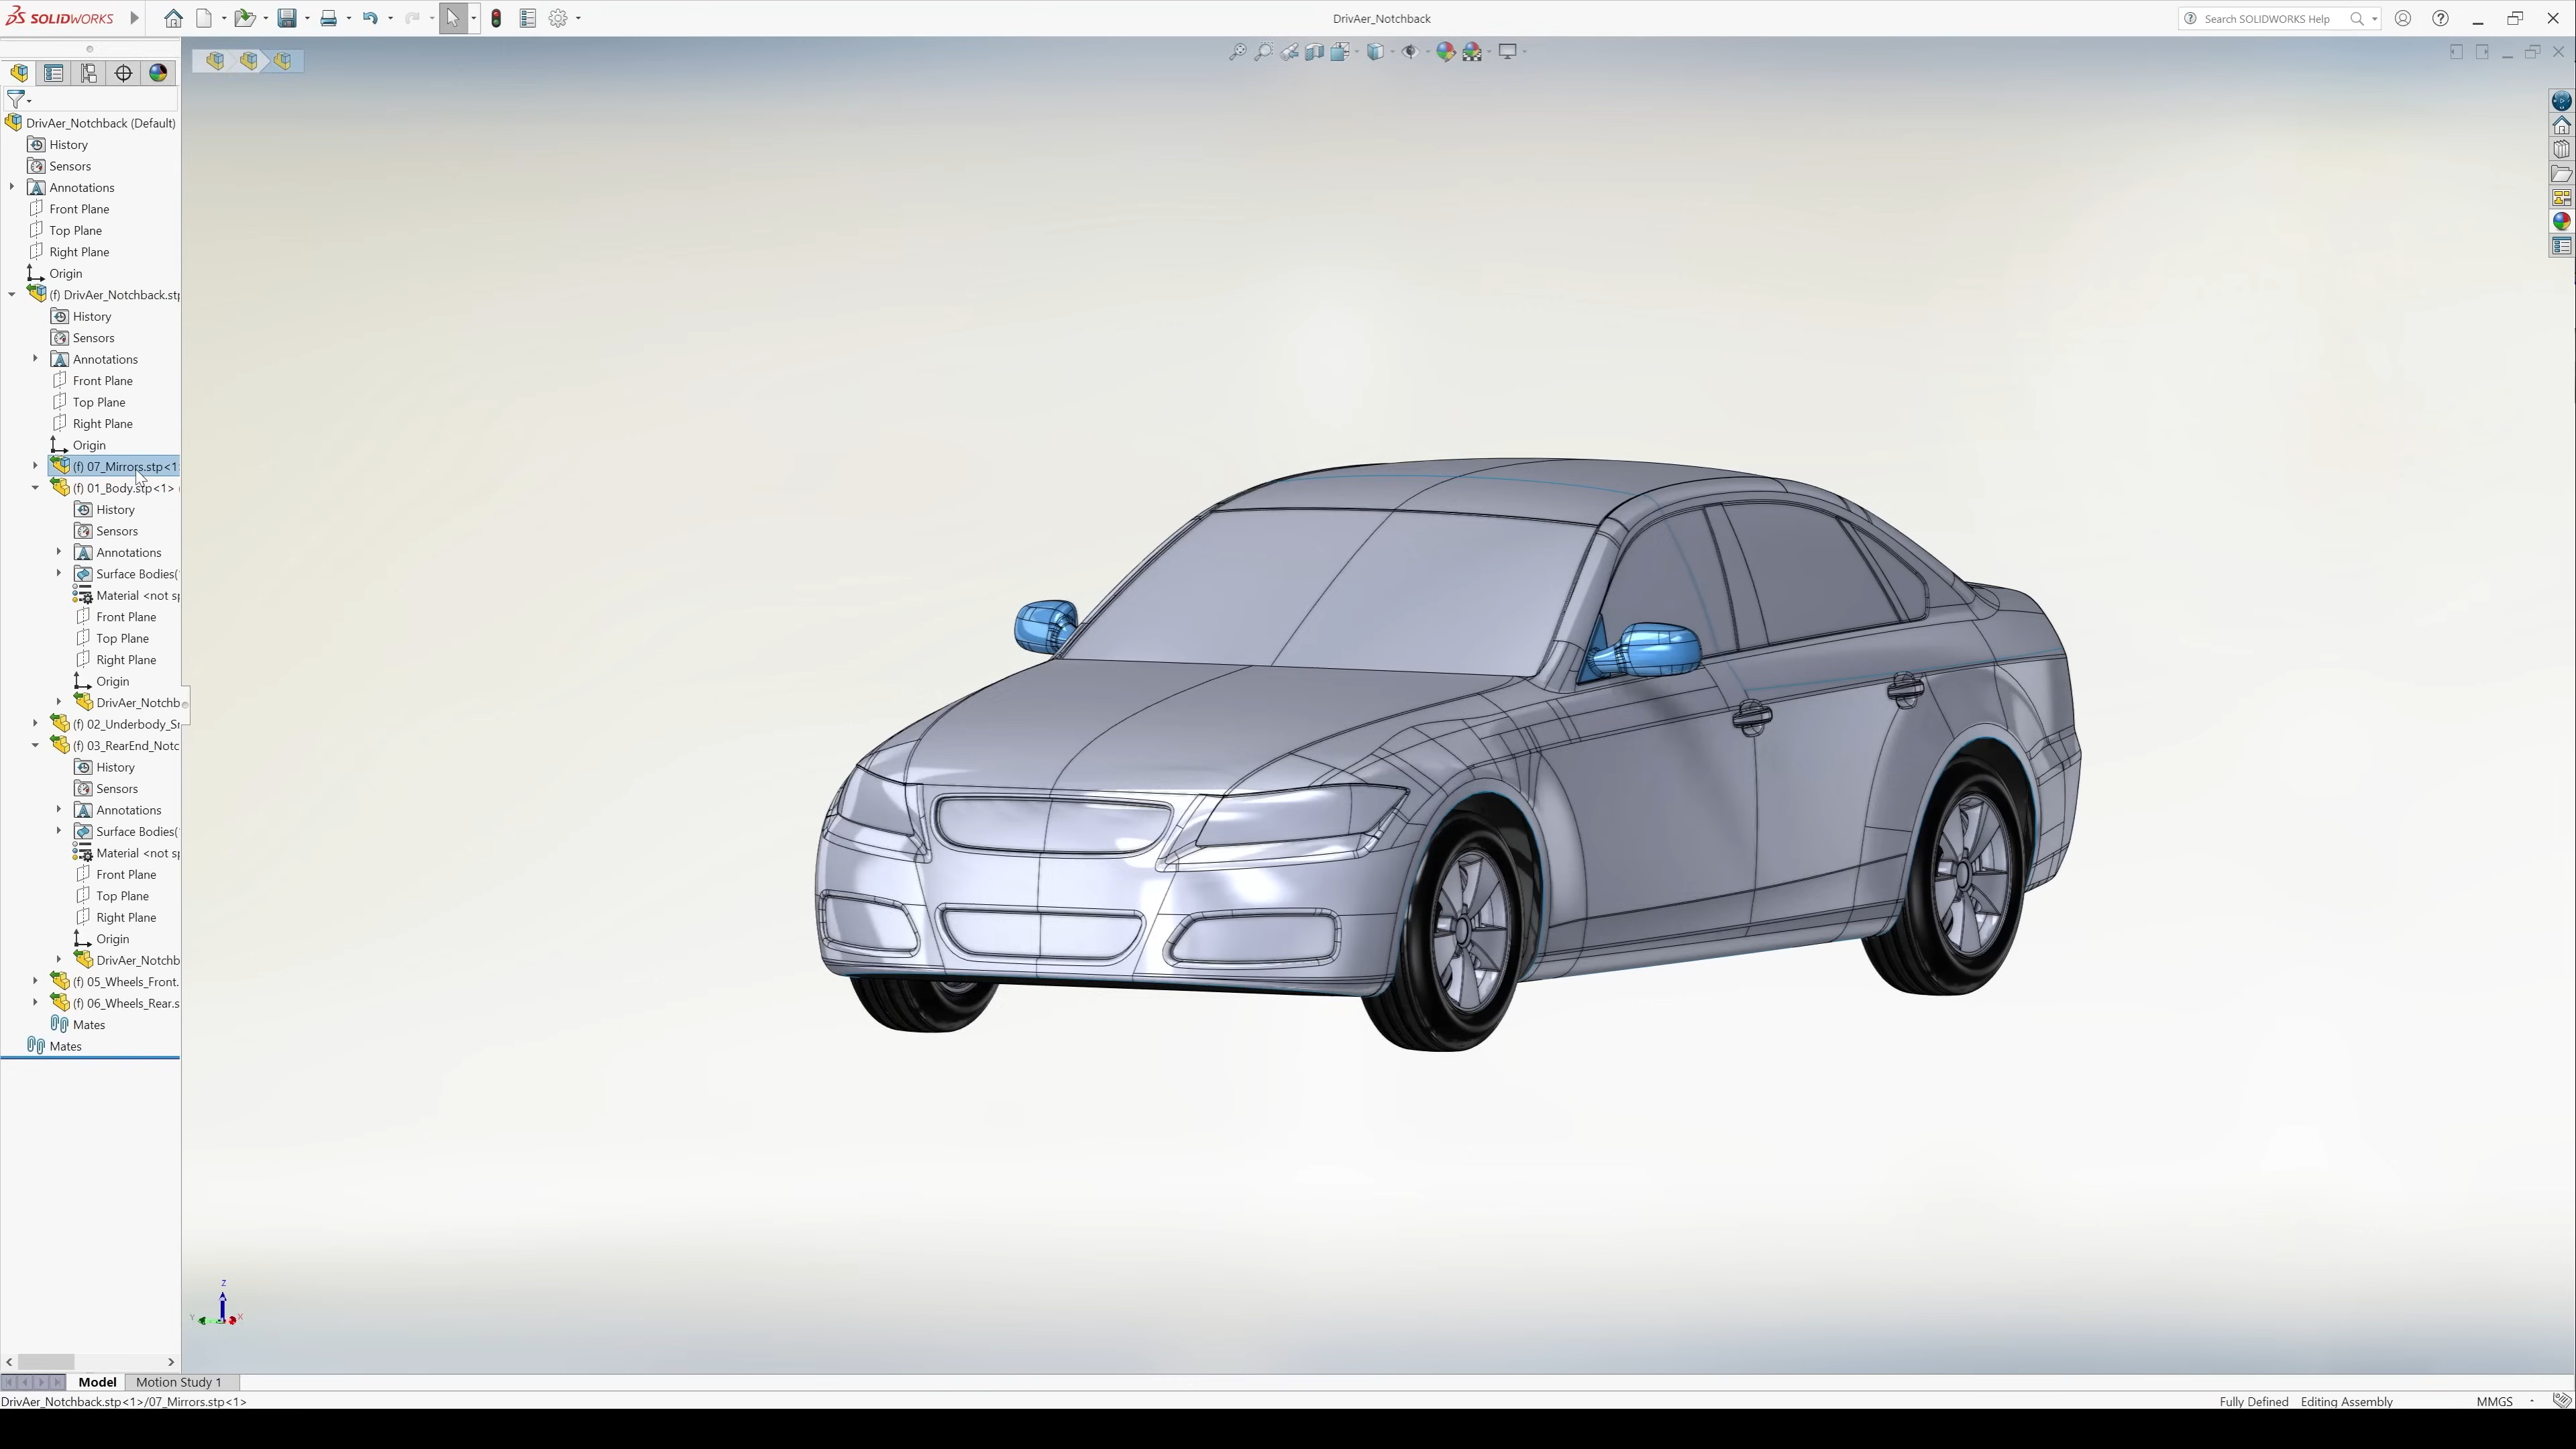 SOLIDWORKS
DrivAer_Notchback
Search SOLIDWORKS Help
DrivAer_Notchback (Default)
History
Sensors
Annotations
Front Plane
Top Plane
Right Plane
Origin
(f) DrivAer_Notchback.stp
History
Sensors
Annotations
Front Plane
Top Plane
Right Plane
Origin
(f) 07_Mirrors.stp<1
(f) 01_Body.stp<1>
History
Sensors
Annotations
Surface Bodies(
Material <not sp
Front Plane
Top Plane
Right Plane
Origin
DrivAer_Notchb
(f) 02_Underbody_Sm
(f) 03_RearEnd_Notc
History
Sensors
Annotations
Surface Bodies(
Material <not sp
Front Plane
Top Plane
Right Plane
Origin
DrivAer_Notchb
(f) 05_Wheels_Front.
(f) 06_Wheels_Rear.s
Mates
Mates
Z
Y
X
Model
Motion Study 1
DrivAer_Notchback.stp<1>/07_Mirrors.stp<1>
Fully Defined
Editing Assembly
MMGS